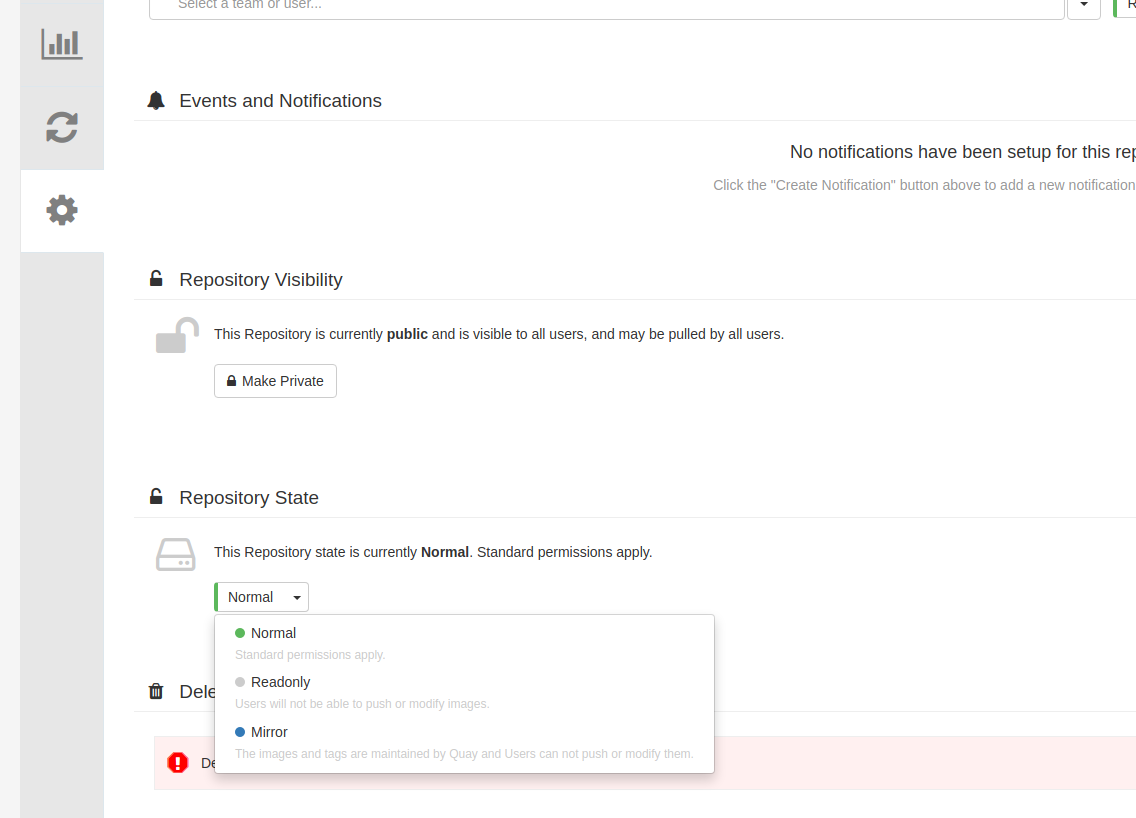 Select a team or user...
R
Events and Notifications
No notifications have been setup for this rep
Click the "Create Notification" button above to add a new notification
Repository Visibility
This Repository is currently public and is visible to all users, and may be pulled by all users.
Make Private
Repository State
This Repository state is currently Normal. Standard permissions apply.
Normal
Normal
Standard permissions apply.
Readonly
Users will not be able to push or modify images.
Dele
Mirror
The images and tags are maintained by Quay and Users can not push or modify them.
De